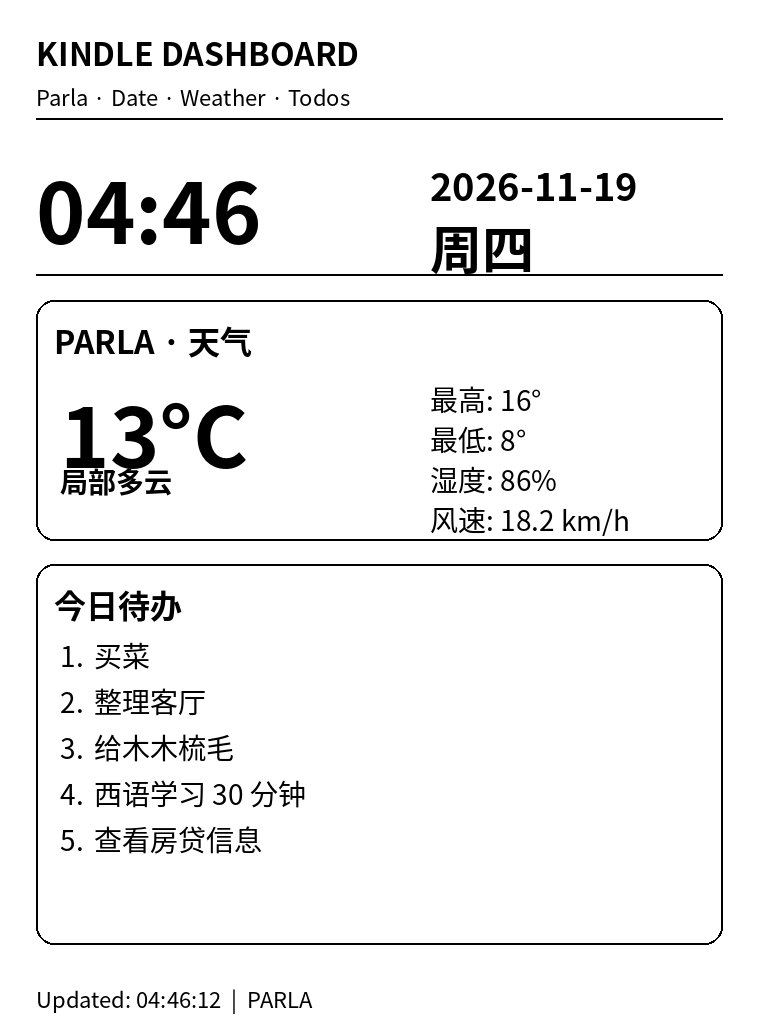 KINDLE DASHBOARD
Parla · Date · Weather · Todos
04:46
2026-11-19
周四
PARLA · 天气
13°C
局部多云
最高: 16°
最低: 8°
湿度: 86%
风速: 18.2 km/h
今日待办
1. 买菜
2. 整理客厅
3. 给木木梳毛
4. 西语学习 30 分钟
5. 查看房贷信息
Updated: 04:46:12 | PARLA